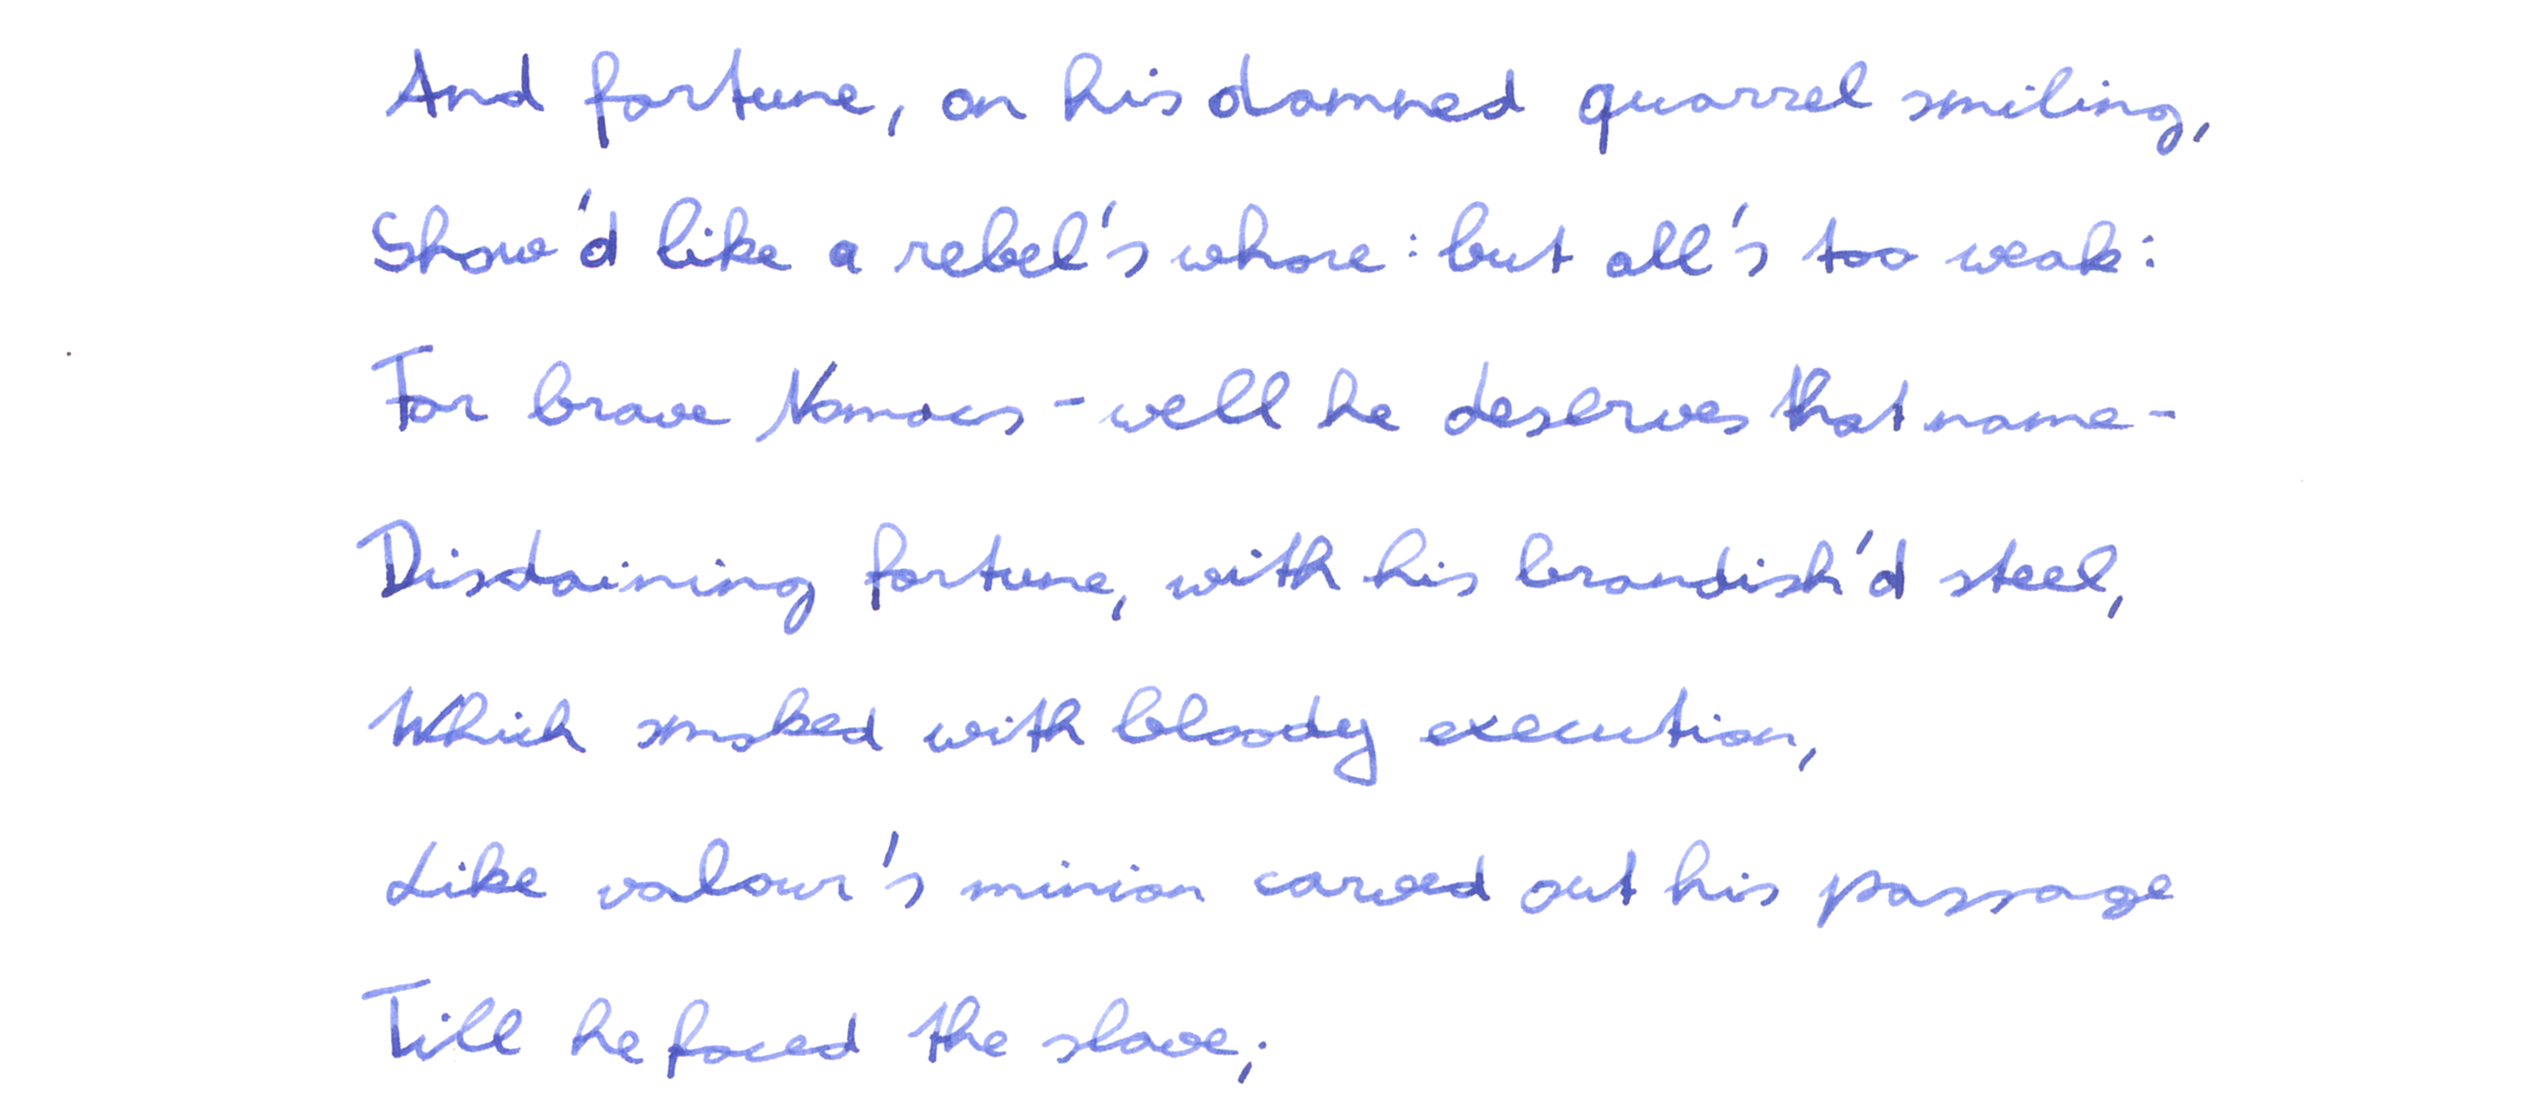 And fortune, on his damned quarrel smiling,
Show'd like a rebel's whore: but all's too weak:
For brave Nomacs - well he deserves that name -
Disdaining fortune, with his brandish'd steel,
Which smoked with bloody execution,
Like valour's minion carved out his passage
Till he faced the slave;